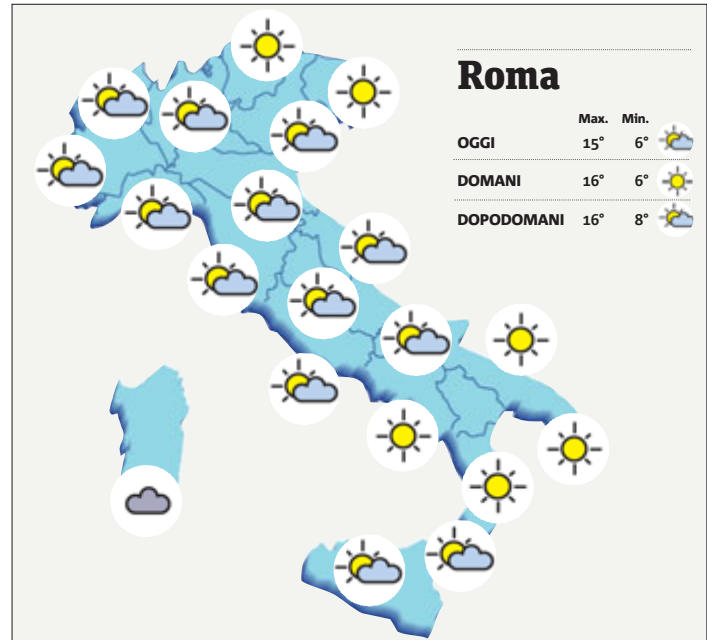 Roma
Max. Min.
OGGI 15° 6°
DOMANI 16° 6°
DOPODOMANI 16° 8°